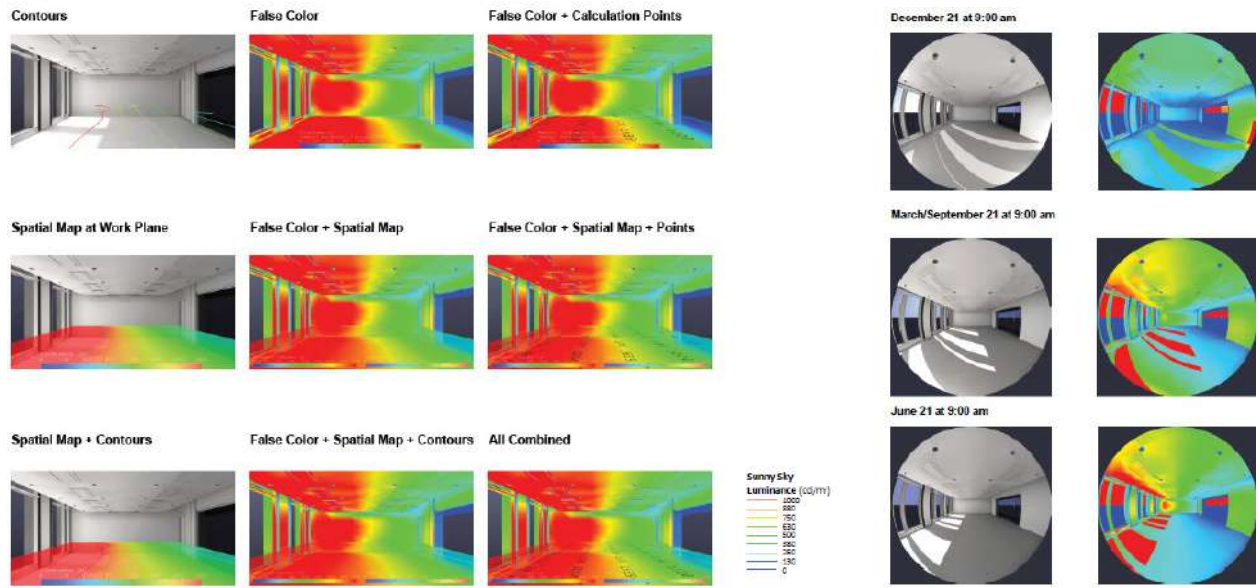 Contours
False Color
False Color + Calculation Points
Spatial Map at Work Plane
False Color + Spatial Map
False Color + Spatial Map + Points
Spatial Map + Contours
False Color + Spatial Map + Contours
All Combined
Sunny Sky
Luminance (cd/m²)
1000
880
750
630
500
380
250
130
0
December 21 at 9:00 am
March/September 21 at 9:00 am
June 21 at 9:00 am